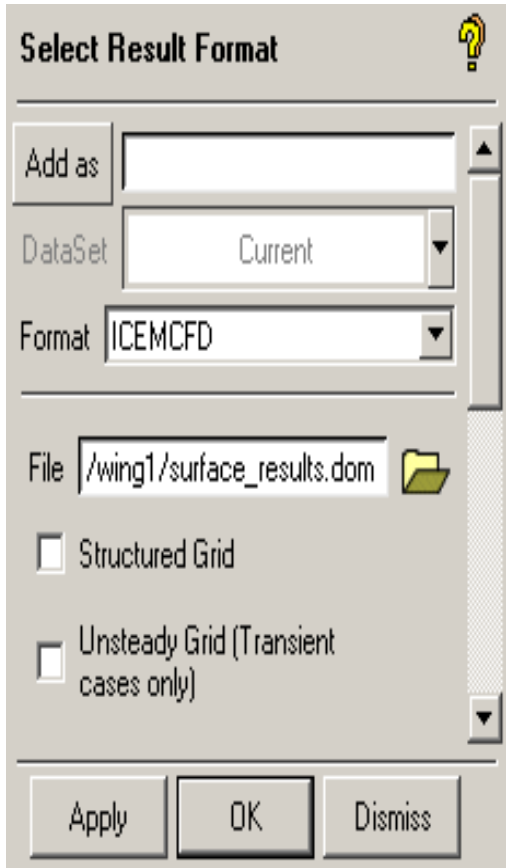 Select Result Format
Add as
DataSet Current
Format ICEMCFD
File /wing1/surface_results.dom
Structured Grid
Unsteady Grid (Transient
cases only)
Apply OK Dismiss